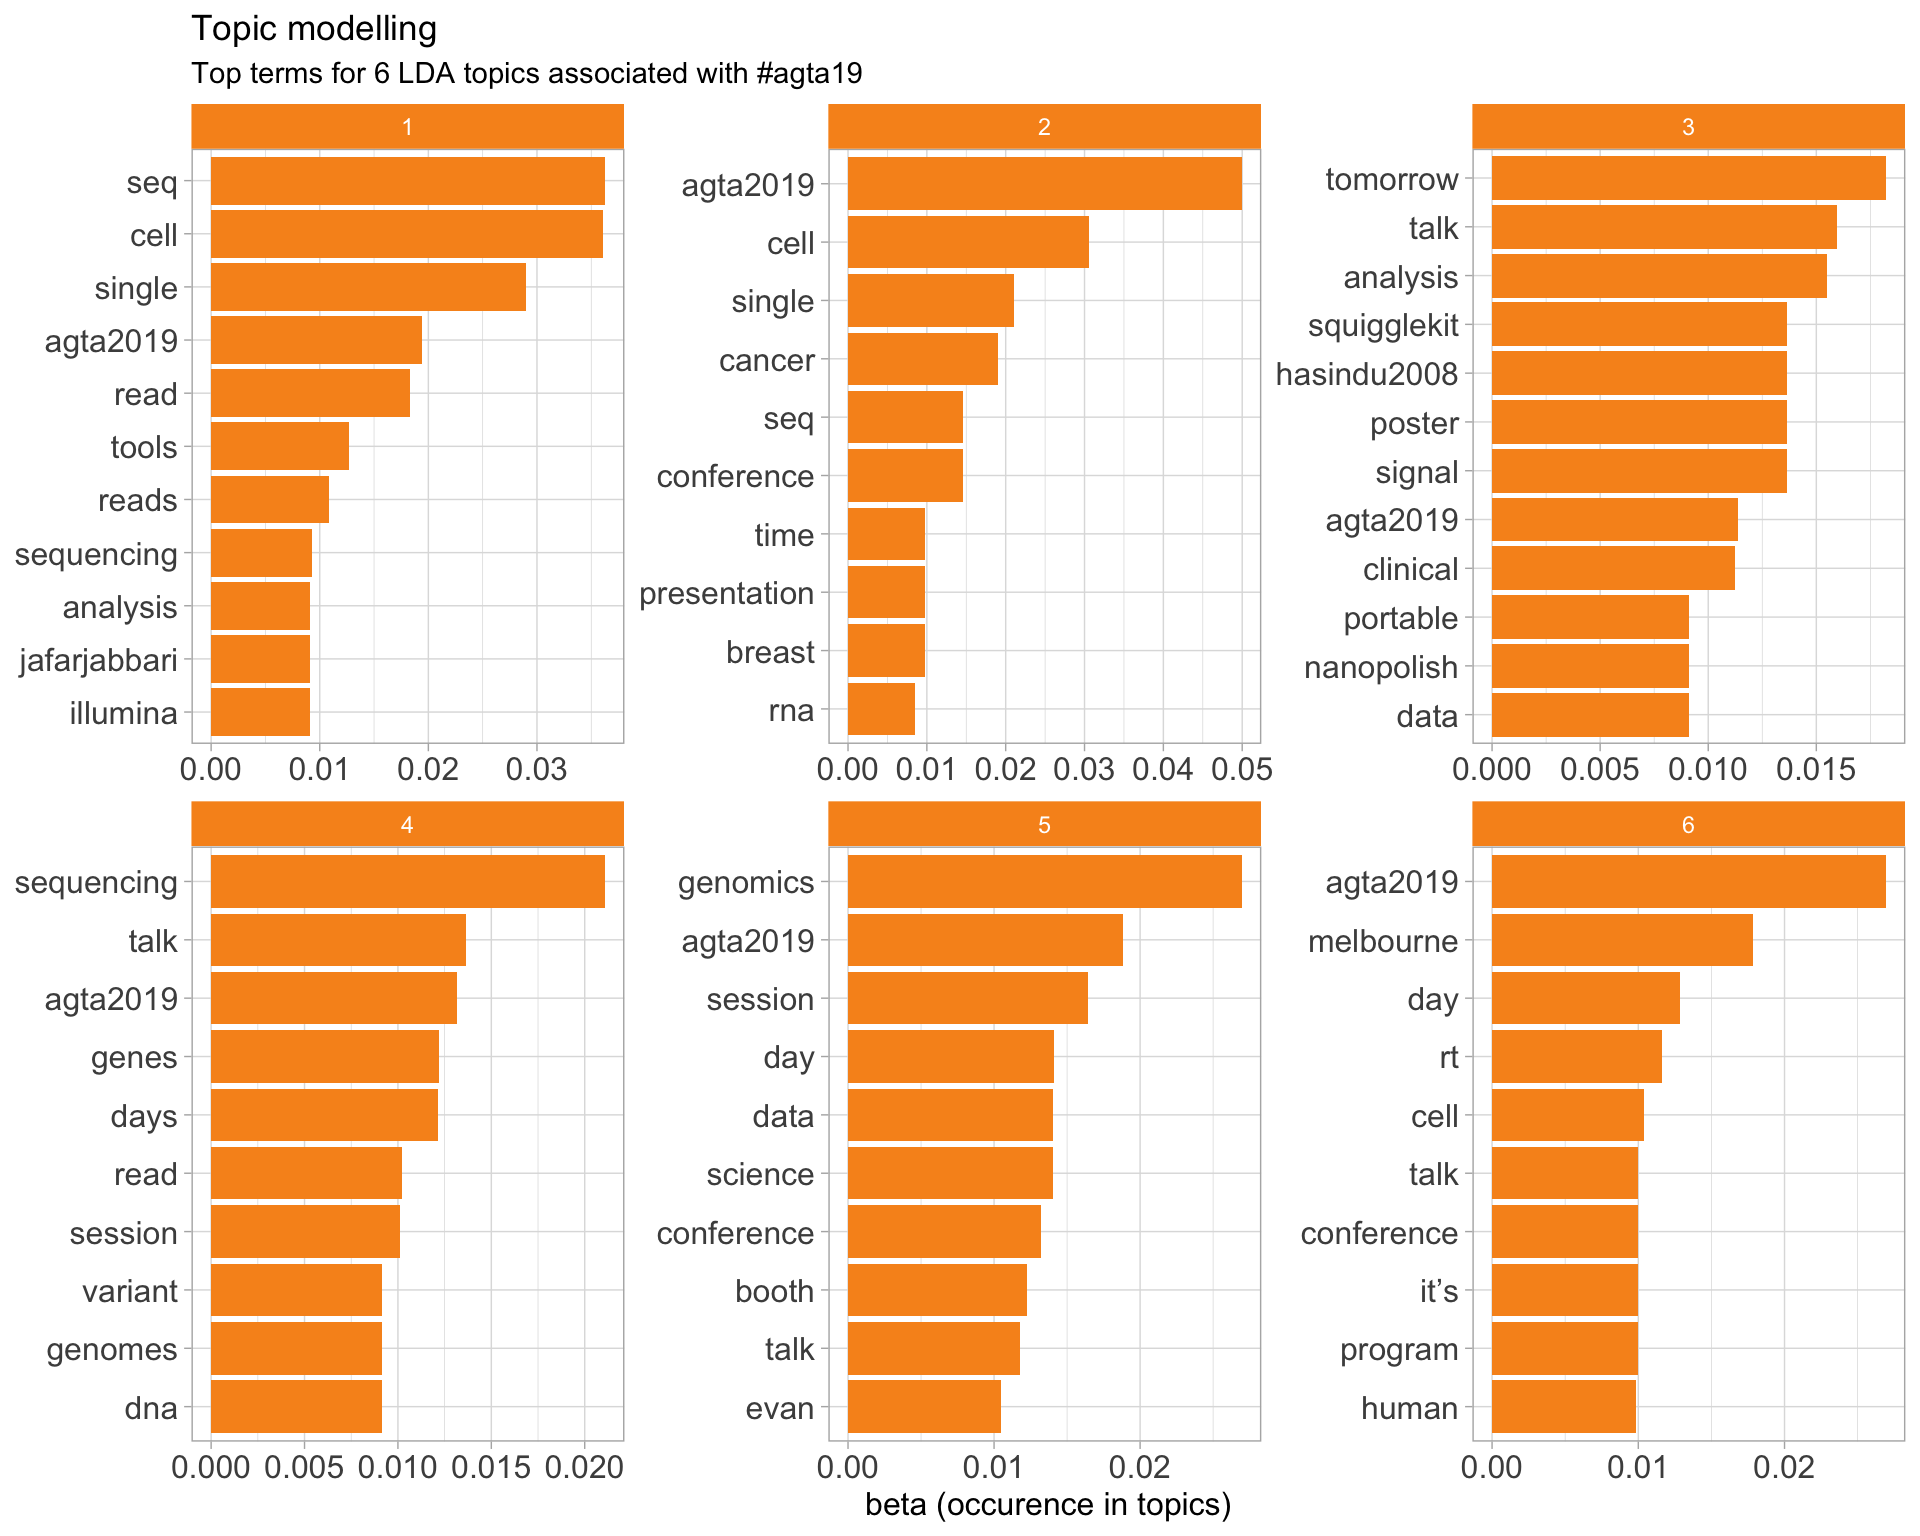 Topic modelling
Top terms for 6 LDA topics associated with #agta19
1
seq
cell
single
agta2019
read
tools
reads
sequencing
analysis
jafarjabbari
illumina
0.00 0.01 0.02 0.03
2
agta2019
cell
single
cancer
seq
conference
time
presentation
breast
rna
0.00 0.01 0.02 0.03 0.04 0.05
3
tomorrow
talk
analysis
squigglekit
hasindu2008
poster
signal
agta2019
clinical
portable
nanopolish
data
0.000 0.005 0.010 0.015
4
sequencing
talk
agta2019
genes
days
read
session
variant
genomes
dna
0.000 0.005 0.010 0.015 0.020
5
genomics
agta2019
session
day
data
science
conference
booth
talk
evan
0.00 0.01 0.02
6
agta2019
melbourne
day
rt
cell
talk
conference
it’s
program
human
0.00 0.01 0.02
beta (occurence in topics)